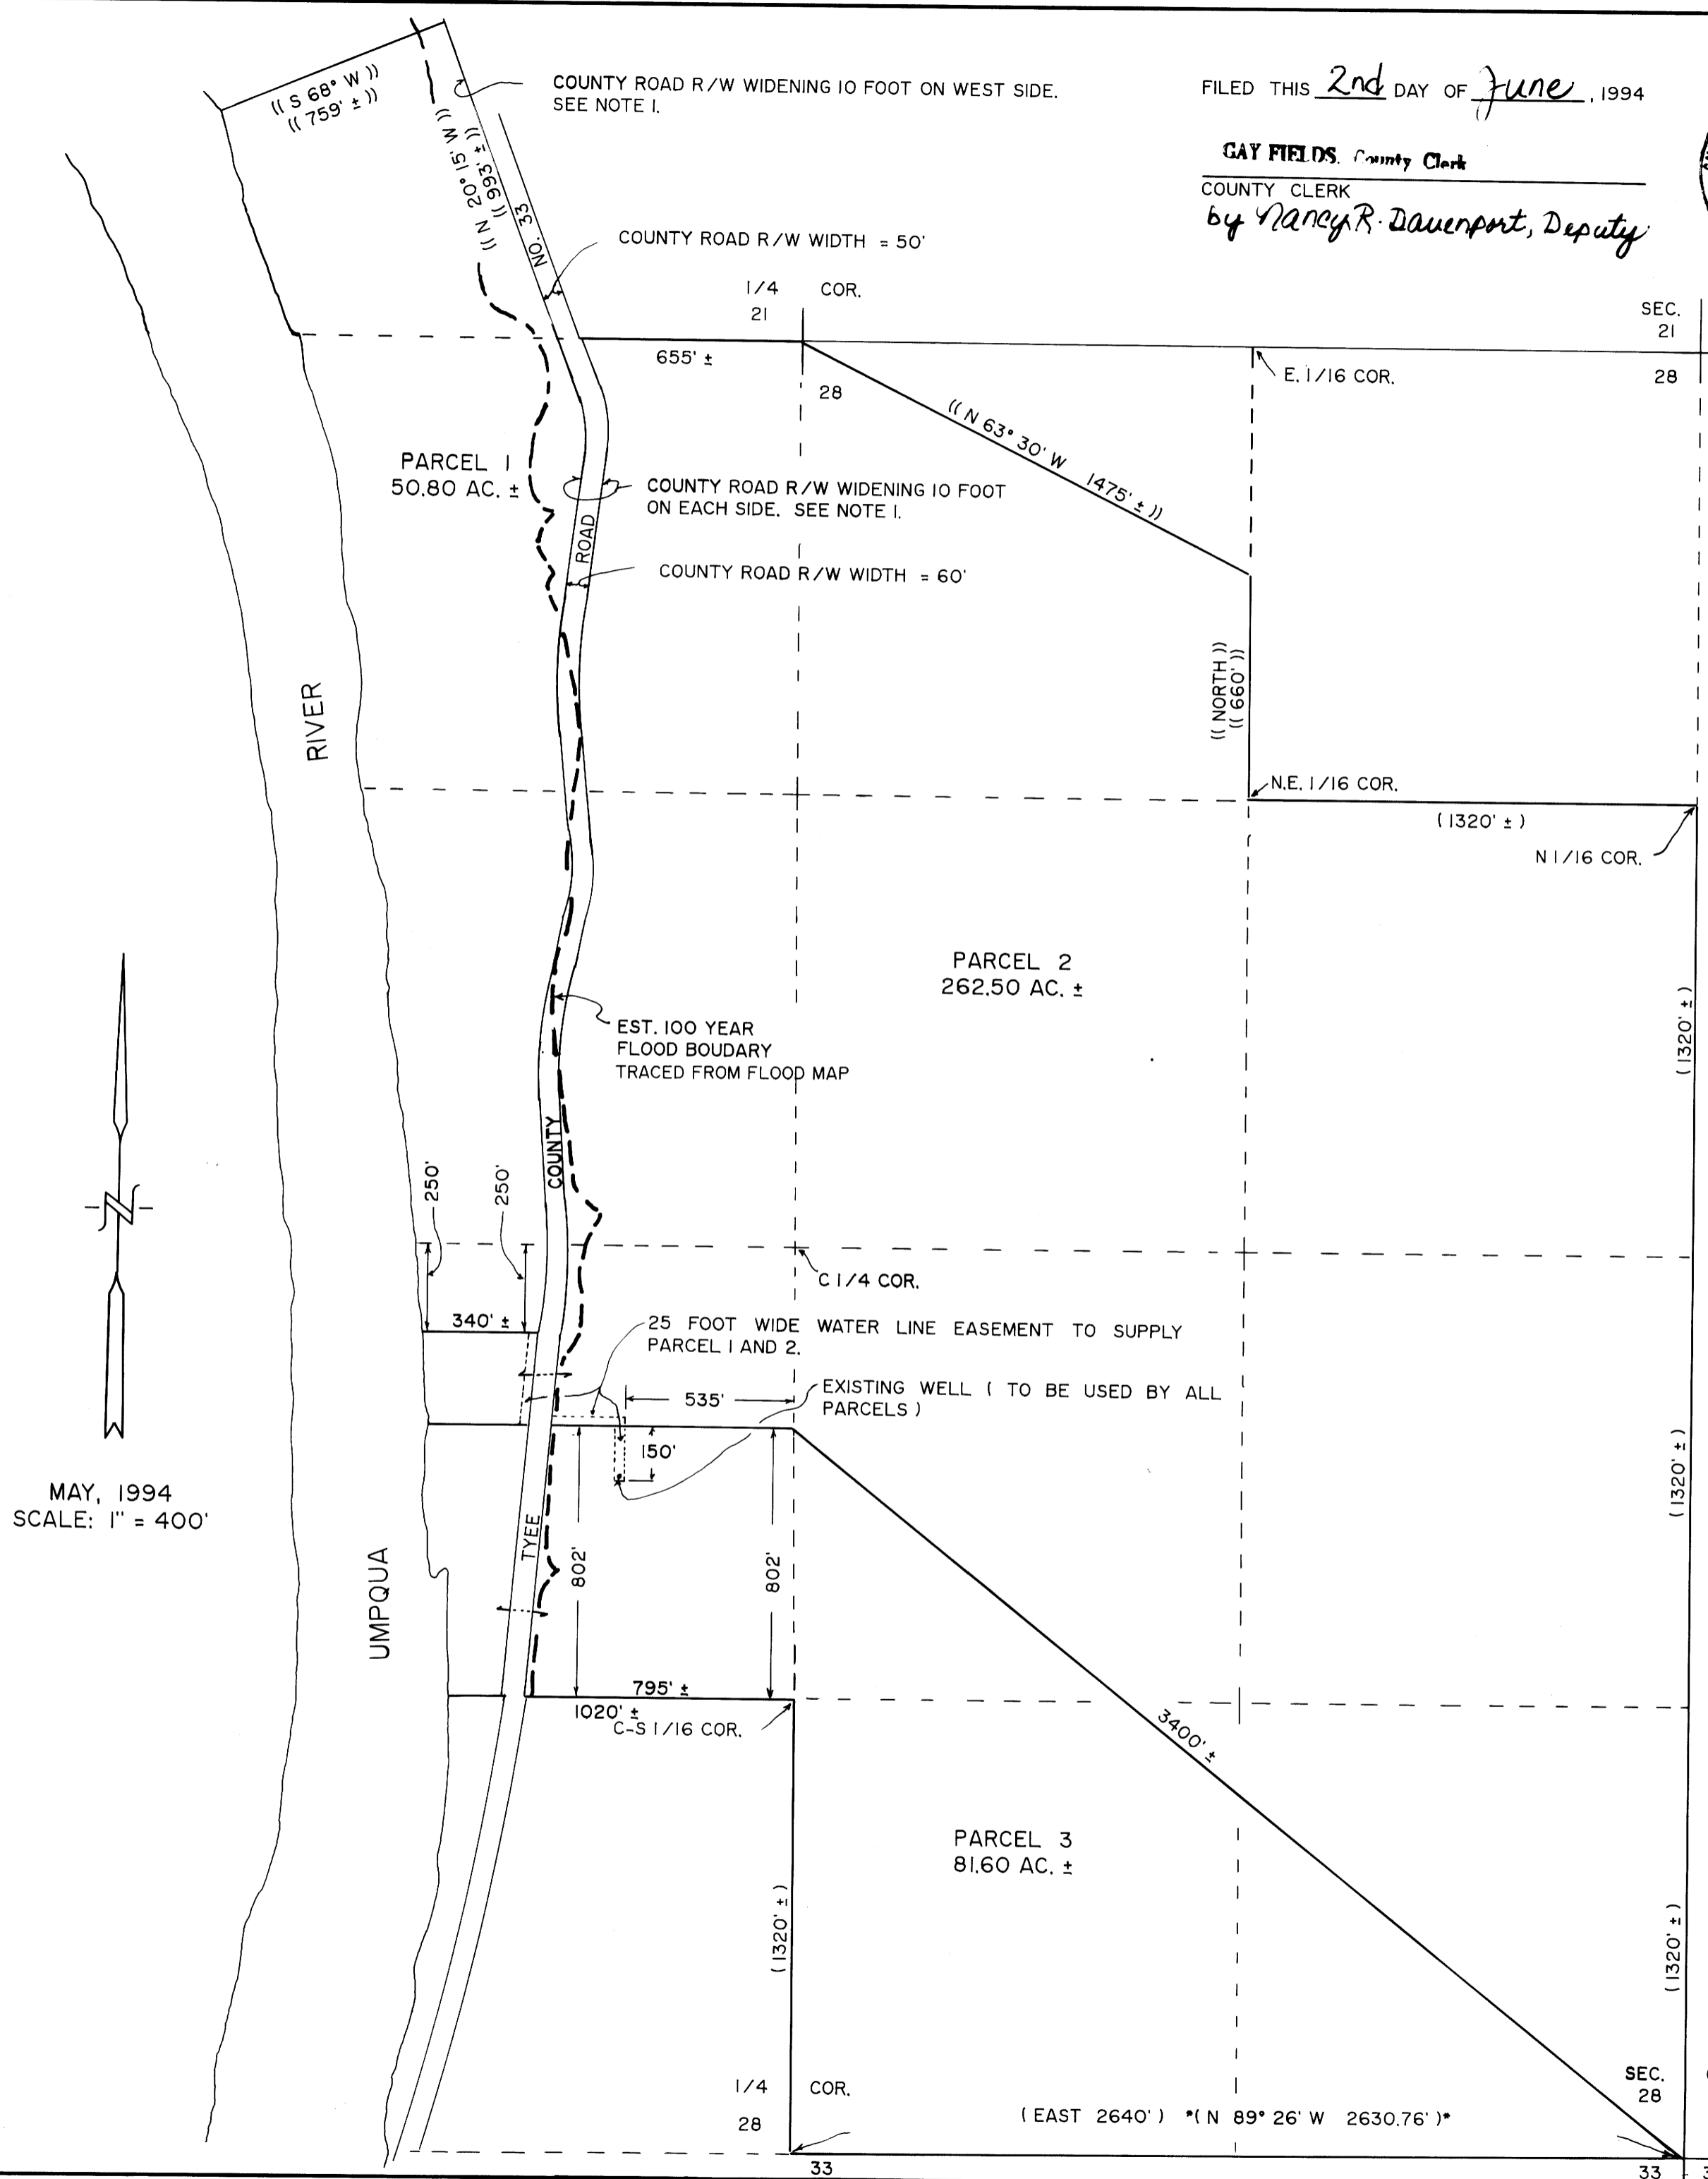 (( S 68° W ))
(( 759' ± ))
(( N 20° 15' W ))
(( 993' ± ))
COUNTY ROAD R/W WIDENING 10 FOOT ON WEST SIDE.
SEE NOTE 1.
FILED THIS 2nd DAY OF June, 1994
GAY FIELDS, County Clerk
COUNTY CLERK
by Nancy R. Davenport, Deputy
NO. 33
COUNTY ROAD R/W WIDTH = 50'
1/4 COR.
21
28
SEC.
21
28
655' ±
E. 1/16 COR.
(( N 63° 30' W 1475' ± ))
PARCEL 1
50.80 AC. ±
COUNTY ROAD R/W WIDENING 10 FOOT
ON EACH SIDE. SEE NOTE 1.
ROAD
COUNTY ROAD R/W WIDTH = 60'
(( NORTH ))
(( 660' ))
RIVER
N.E. 1/16 COR.
(1320' ±)
N 1/16 COR.
PARCEL 2
262.50 AC. ±
(1320' ±)
EST. 100 YEAR
FLOOD BOUDARY
TRACED FROM FLOOD MAP
COUNTY
250'
250'
C 1/4 COR.
340' ±
25 FOOT WIDE WATER LINE EASEMENT TO SUPPLY
PARCEL 1 AND 2.
535'
EXISTING WELL ( TO BE USED BY ALL
PARCELS )
150'
(1320' ±)
MAY, 1994
SCALE: 1" = 400'
TYEE
802'
802'
UMPQUA
795' ±
1020' ±
C-S 1/16 COR.
3400' ±
PARCEL 3
81.60 AC. ±
(1320' ±)
(1320' ±)
1/4 COR.
28
SEC.
28
( EAST 2640' ) *( N 89° 26' W 2630.76' )*
33
33